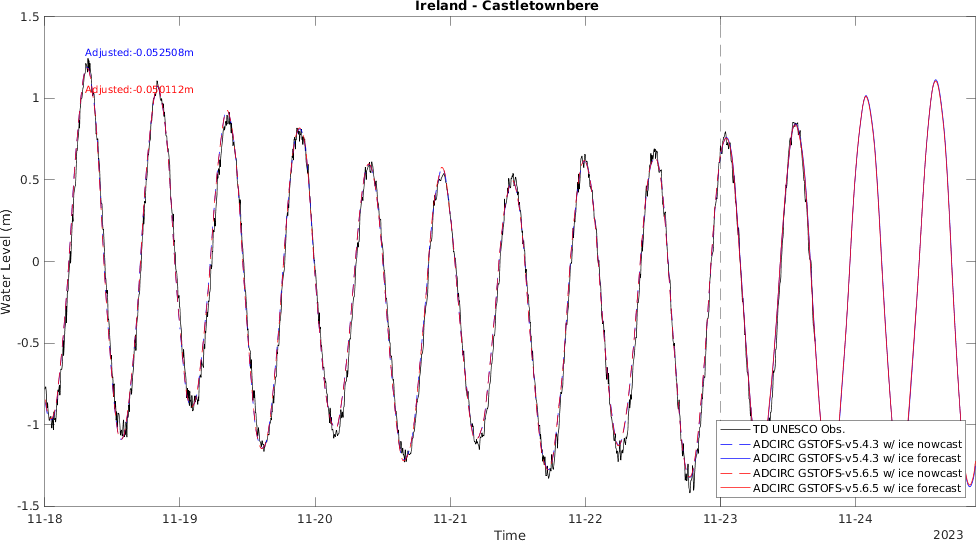 Ireland - Castletownbere
Adjusted:-0.052508m
Adjusted:-0.050112m
1.5
1
0.5
0
-0.5
-1
-1.5
Water Level (m)
TD UNESCO Obs.
ADCIRC GSTOFS-v5.4.3 w/ ice nowcast
ADCIRC GSTOFS-v5.4.3 w/ ice forecast
ADCIRC GSTOFS-v5.6.5 w/ ice nowcast
ADCIRC GSTOFS-v5.6.5 w/ ice forecast
11-18 11-19 11-20 11-21 11-22 11-23 11-24
Time
2023